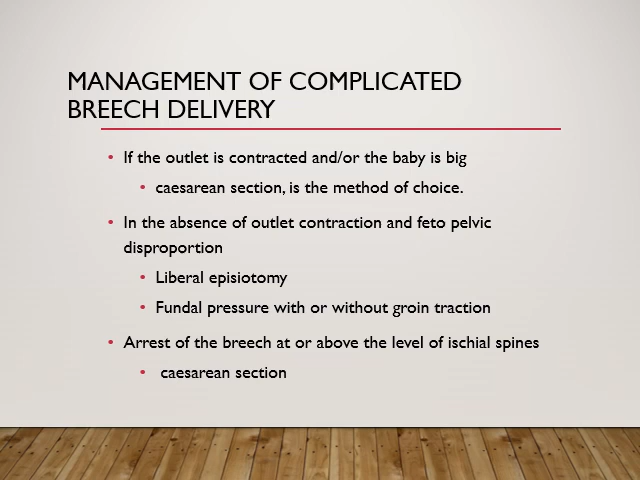 MANAGEMENT OF COMPLICATED
BREECH DELIVERY
• If the outlet is contracted and/or the baby is big
• caesarean section, is the method of choice.
• In the absence of outlet contraction and feto pelvic
disproportion
• Liberal episiotomy
• Fundal pressure with or without groin traction
• Arrest of the breech at or above the level of ischial spines
• caesarean section